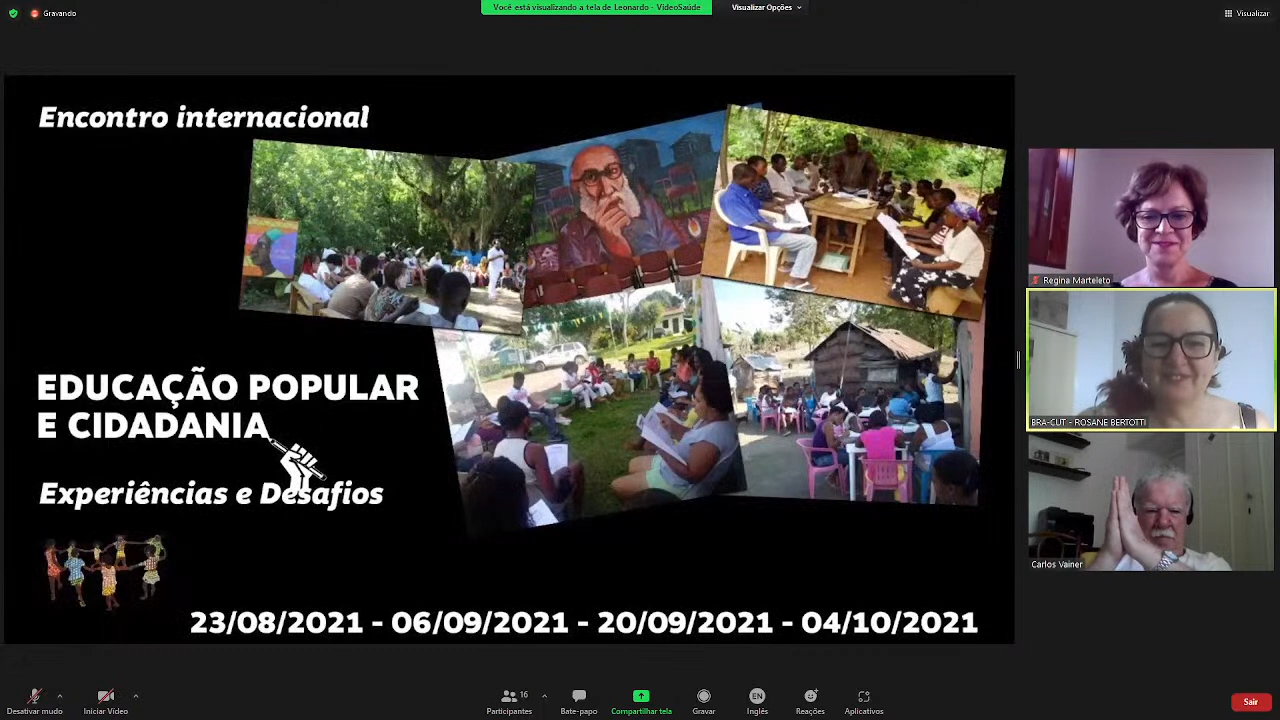 Gravando
Você está visualizando a tela de Leonardo - VideoSaúde
Visualizar Opções
Visualizar
Encontro internacional
EDUCAÇÃO POPULAR
E CIDADANIA
Experiências e Desafios
23/08/2021 - 06/09/2021 - 20/09/2021 - 04/10/2021
Regina Marteleto
BRA-CUT - ROSANE BERTOTTI
Carlos Vainer
Desativar mudo
Iniciar Vídeo
16
Participantes
Bate-papo
Compartilhar tela
Gravar
EN
Inglês
Reações
Aplicativos
Sair